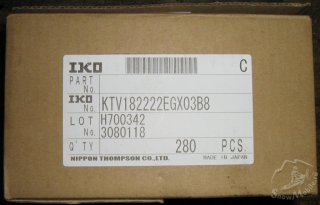 IKO C
PART No.
IKO No. KTV182222EGX03B8
LOT No. H700342
3080118
Q'TY 280 PCS.
NIPPON THOMPSON CO.,LTD. MADE IN JAPAN